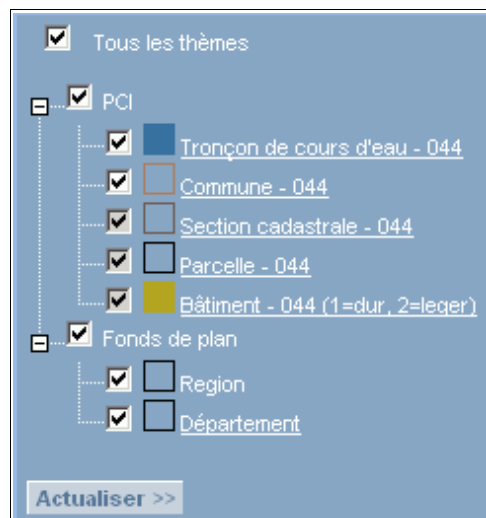 Tous les thèmes
PCI
Tronçon de cours d'eau - 044
Commune - 044
Section cadastrale - 044
Parcelle - 044
Bâtiment - 044 (1=dur, 2=leger)
Fonds de plan
Region
Département
Actualiser >>